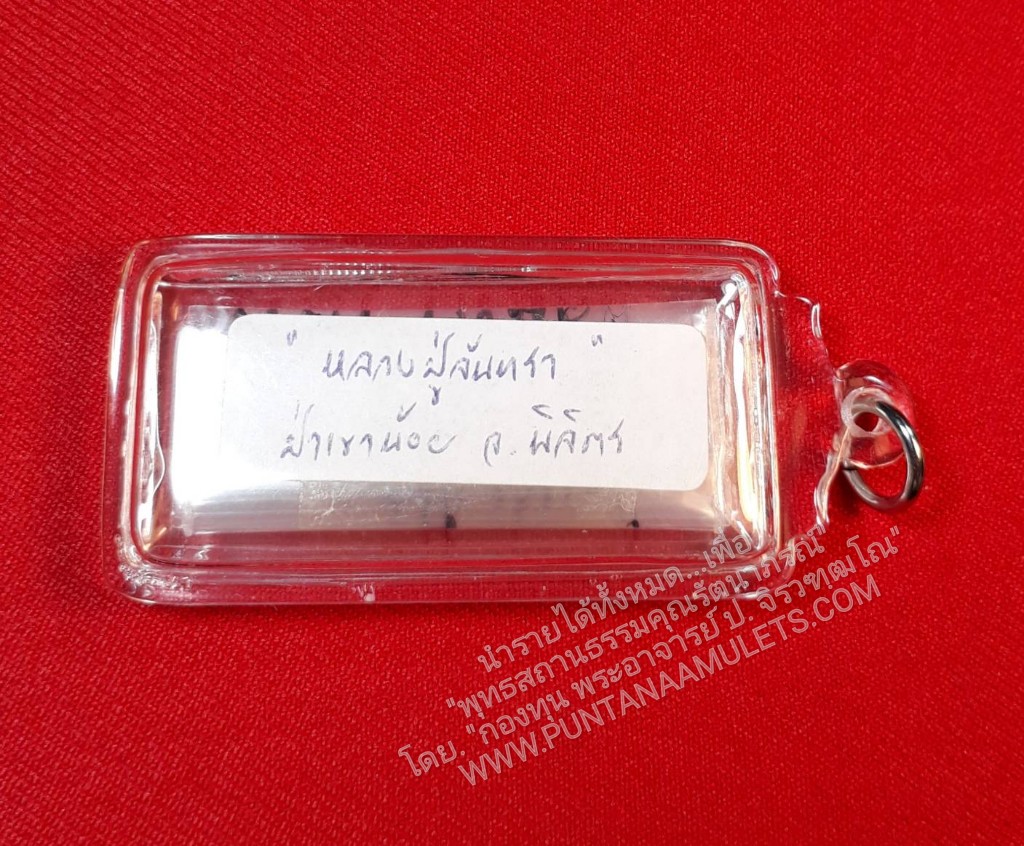 " หลวงปู่จันทรา "
ป่าเขาน้อย จ. พิจิตร
นำรายได้ทั้งหมด...เพื่อ
"พุทธสถานธรรมคุณรัตนาภรณ์"
โดย. "กองทุน พระอาจารย์ ป. จิรวฑฺฒโณ"
WWW.PUNTANAAMULETS.COM